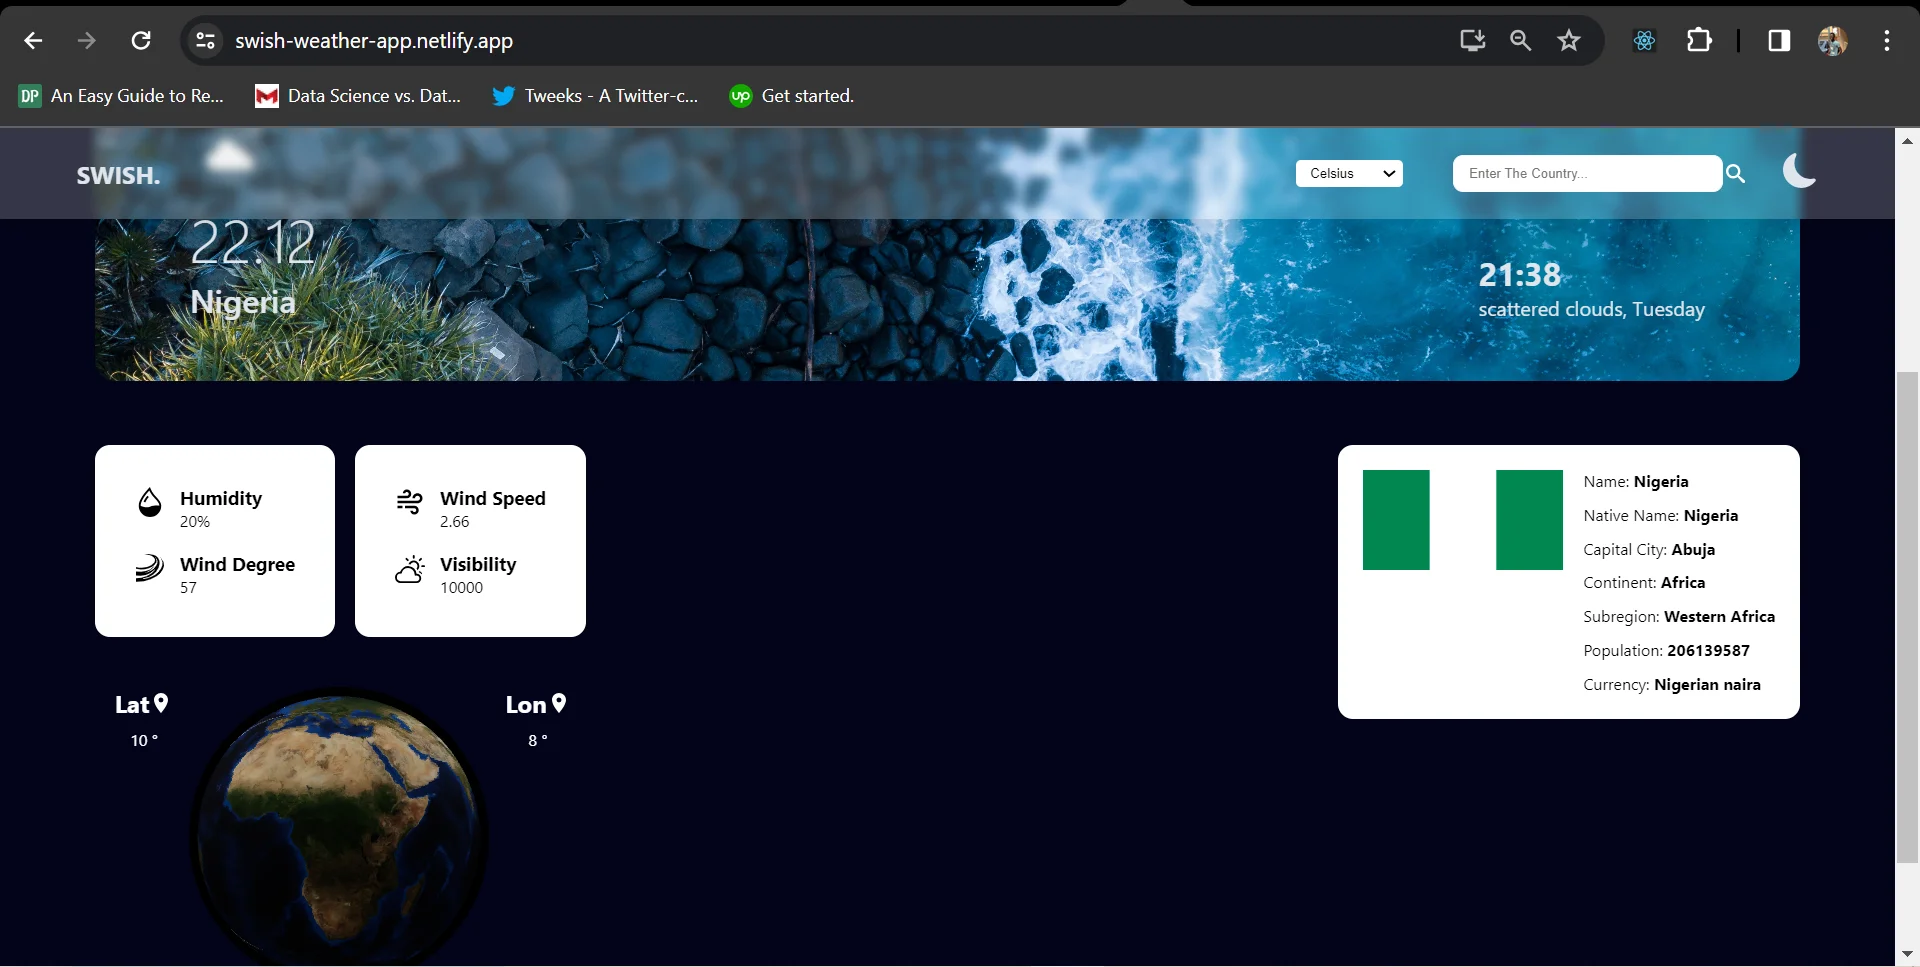 swish-weather-app.netlify.app
DP An Easy Guide to Re...
Data Science vs. Dat...
Tweeks - A Twitter-c...
up Get started.
SWISH.
Celsius
Enter The Country...
22.12
Nigeria
21:38
scattered clouds, Tuesday
Humidity
20%
Wind Degree
57
Wind Speed
2.66
Visibility
10000
Name: Nigeria
Native Name: Nigeria
Capital City: Abuja
Continent: Africa
Subregion: Western Africa
Population: 206139587
Currency: Nigerian naira
Lat
10 °
Lon
8 °